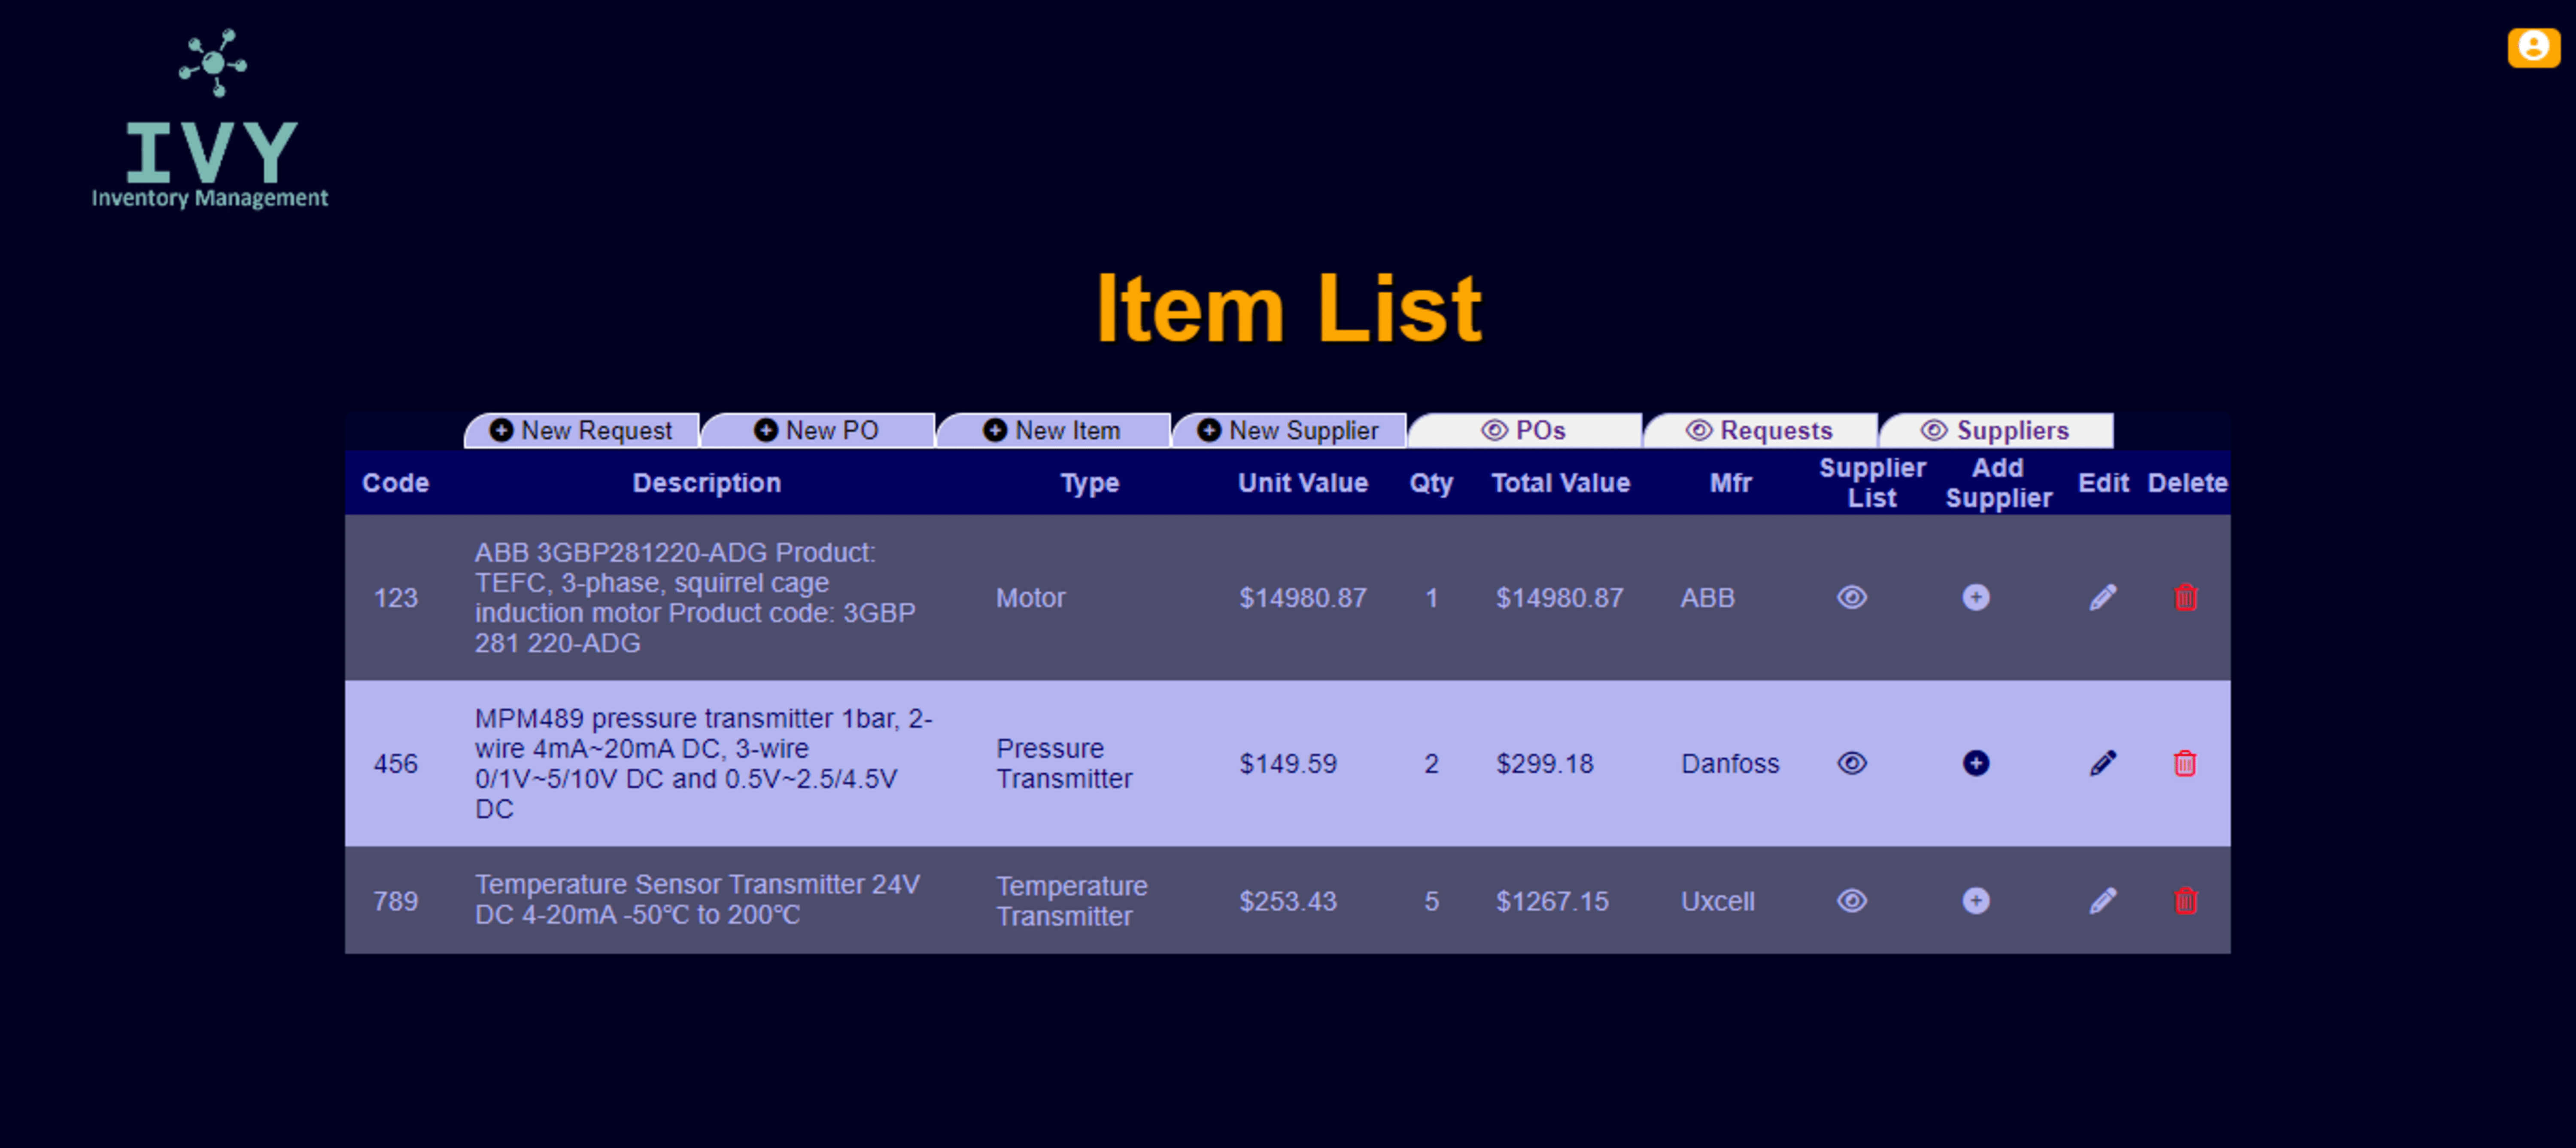 IVY
Inventory Management
Item List
New Request New PO New Item New Supplier POs Requests Suppliers
Code Description Type Unit Value Qty Total Value Mfr Supplier List Add Supplier Edit Delete
ABB 3GBP281220-ADG Product:
TEFC, 3-phase, squirrel cage
123 induction motor Product code: 3GBP Motor $14980.87 1 $14980.87 ABB
281 220-ADG
MPM489 pressure transmitter 1bar, 2-
wire 4mA~20mA DC, 3-wire Pressure
456 0/1V~5/10V DC and 0.5V~2.5/4.5V Transmitter $149.59 2 $299.18 Danfoss
DC
Temperature Sensor Transmitter 24V Temperature
789 DC 4-20mA -50℃ to 200℃ Transmitter $253.43 5 $1267.15 Uxcell